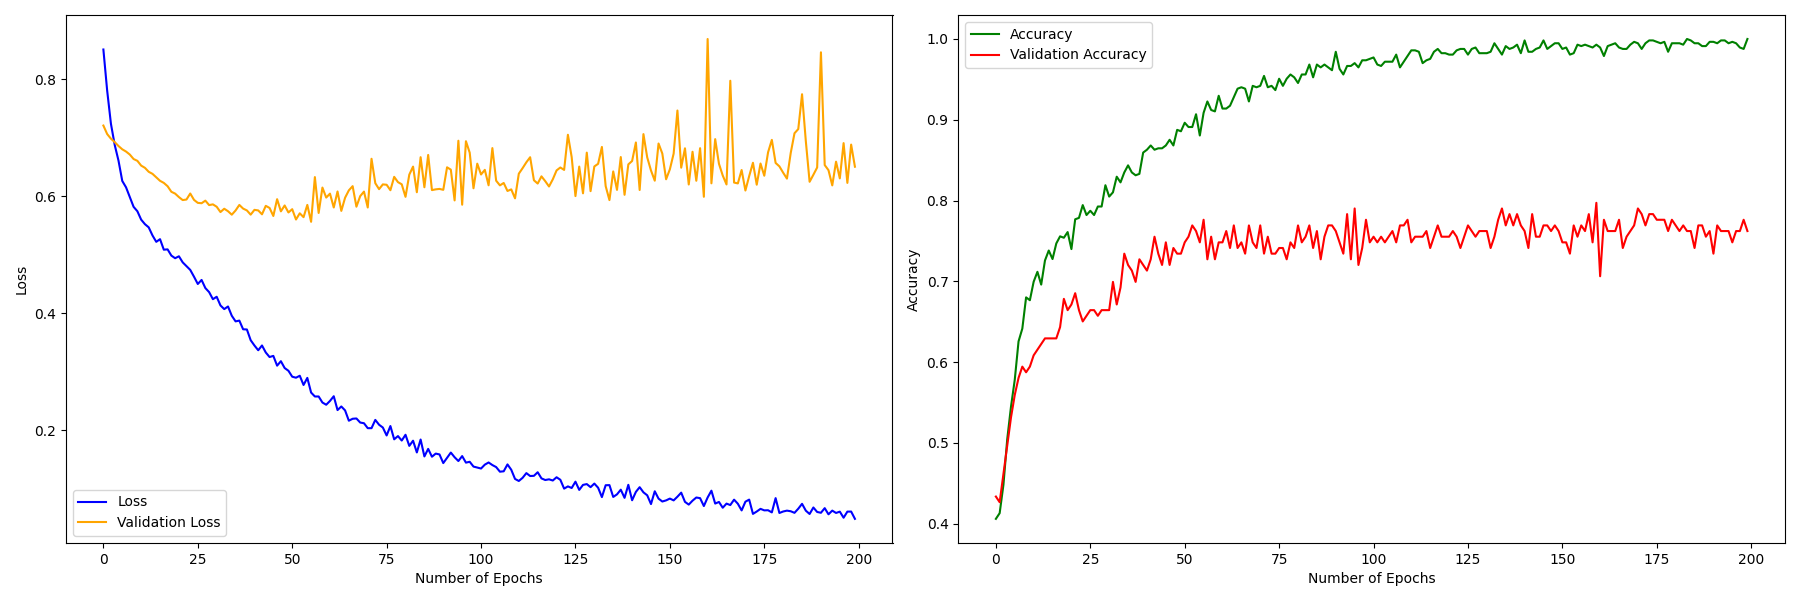 Loss
0.8
0.6
0.4
0.2
Loss
Validation Loss
0 25 50 75 100 125 150 175 200
Number of Epochs
Accuracy
1.0
0.9
0.8
0.7
0.6
0.5
0.4
Accuracy
Validation Accuracy
0 25 50 75 100 125 150 175 200
Number of Epochs